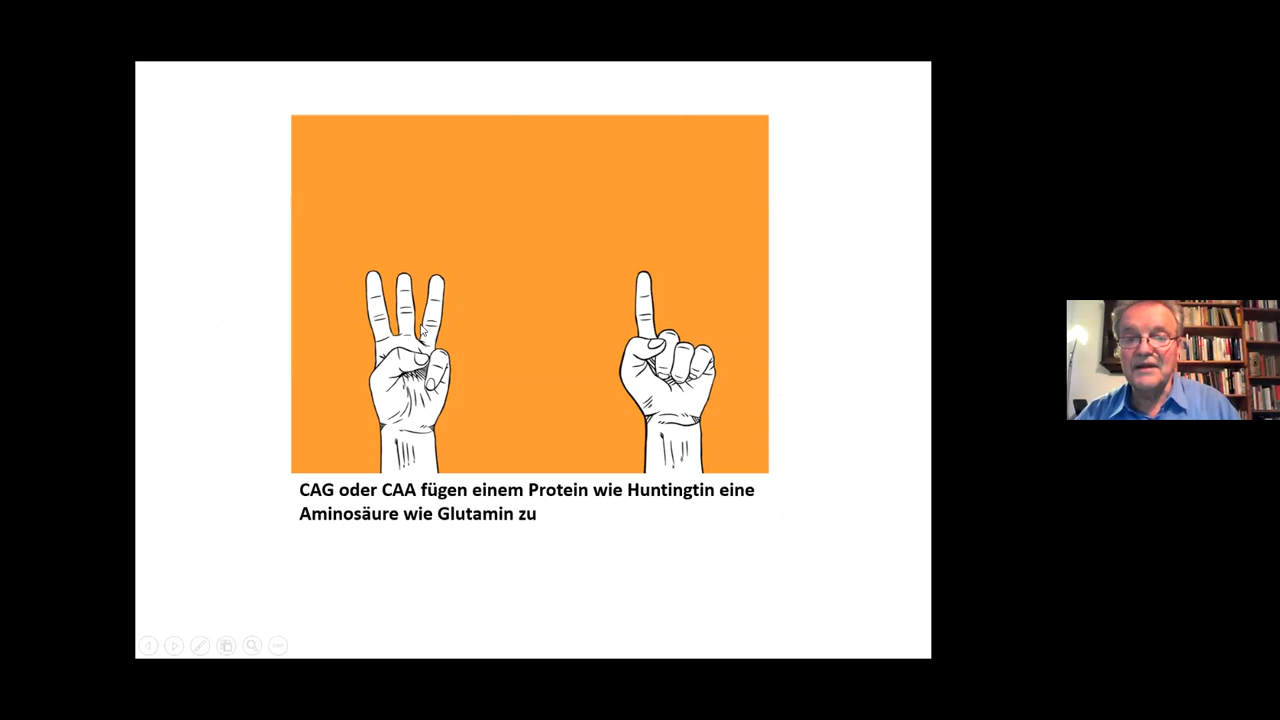 CAG oder CAA fügen einem Protein wie Huntingtin eine
Aminosäure wie Glutamin zu